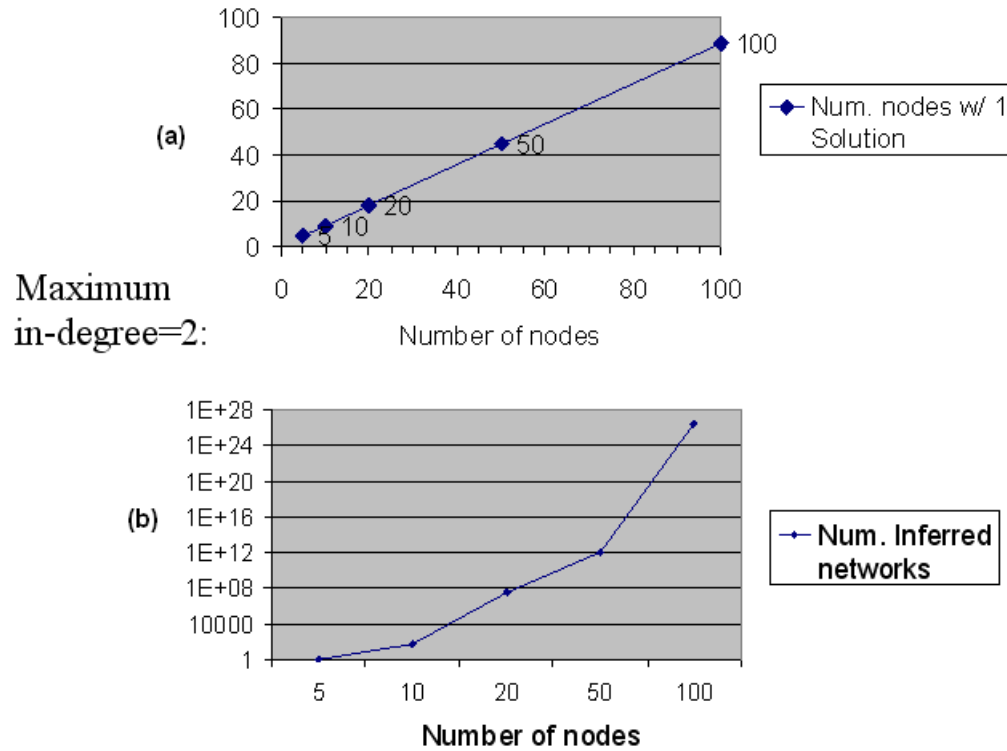 100
80
60
40
20
0
(a)
5
10
20
50
100
Num. nodes w/ 1
Solution
0 20 40 60 80 100
Number of nodes
Maximum
in-degree=2:
1E+28
1E+24
1E+20
1E+16
1E+12
1E+08
10000
1
(b)
Num. Inferred
networks
5 10 20 50 100
Number of nodes